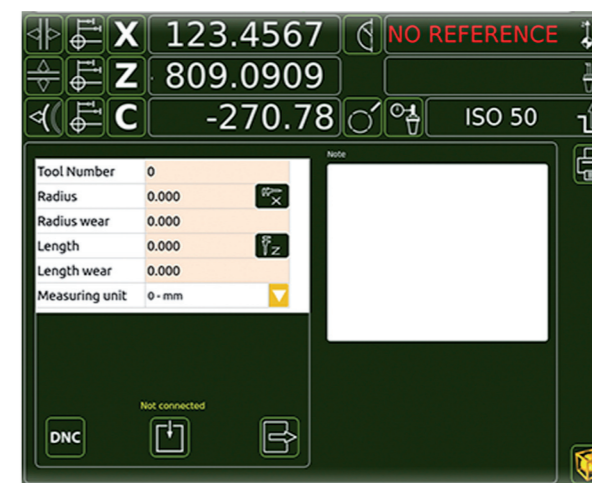 X 123.4567 NO REFERENCE
Z 809.0909
C -270.78 ISO 50
Note
Tool Number 0
Radius 0.000 X
Radius wear 0.000
Length 0.000 Z
Length wear 0.000
Measuring unit 0 - mm
Not connected
DNC